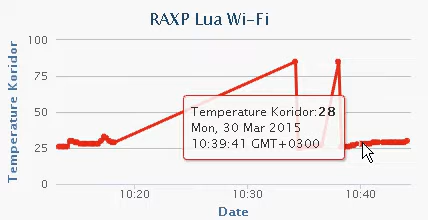 RAXP Lua Wi-Fi
100
75
50
25
0
Temperature Koridor
Temperature Koridor:28
Mon, 30 Mar 2015
10:39:41 GMT+0300
10:20
10:30
10:40
Date